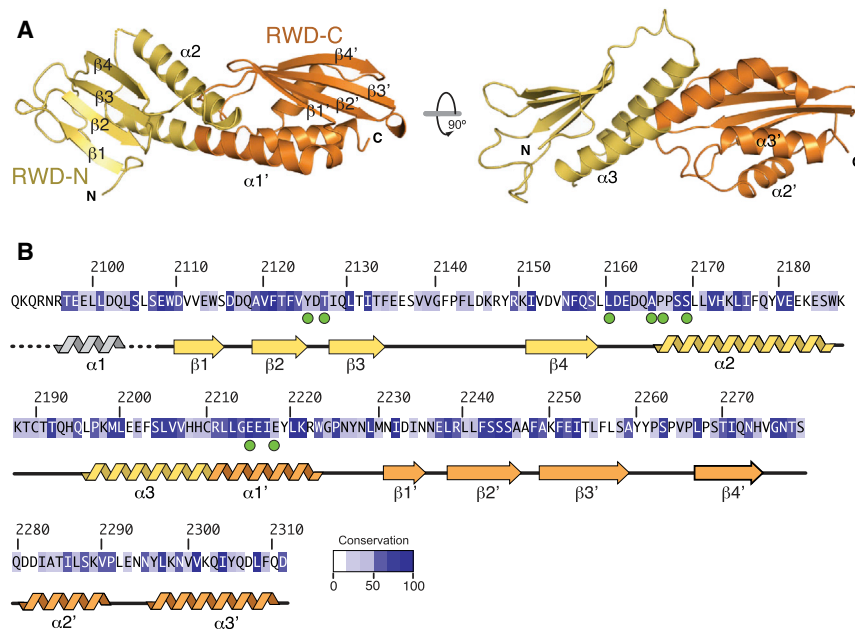 A
RWD-C
α2
β4'
β4
β3'
β3
β2'
β1'
β2
β1
C
90º
N
α3'
C
α1'
RWD-N
α3
α2'
N
B
2100 2110 2120 2130 2140 2150 2160 2170 2180
QKQRNRTEELLDQLSLSEWDVVEWSDDQAVFTFVYDTIQLTITFEESVVGFPFLDKRYRKIVDVNFQSLLDEDQAPPSSLLVHKLIFQYVEEKESWK
α1 β1 β2 β3 β4 α2
2190 2200 2210 2220 2230 2240 2250 2260 2270
KTCTTQHQLPKMLEEFSLVVHHCRLLGEEIEYLKRWGPNYNLMNIDINNELRLLFSSSAAFAKFEITLFLSAYYPSVPLPSTIQNHVGNTS
α3 α1' β1' β2' β3' β4'
2280 2290 2300 2310
QDDIATILSKVPLENNYLKNVVKQIYQDLFQD
α2' α3'
Conservation
0 50 100